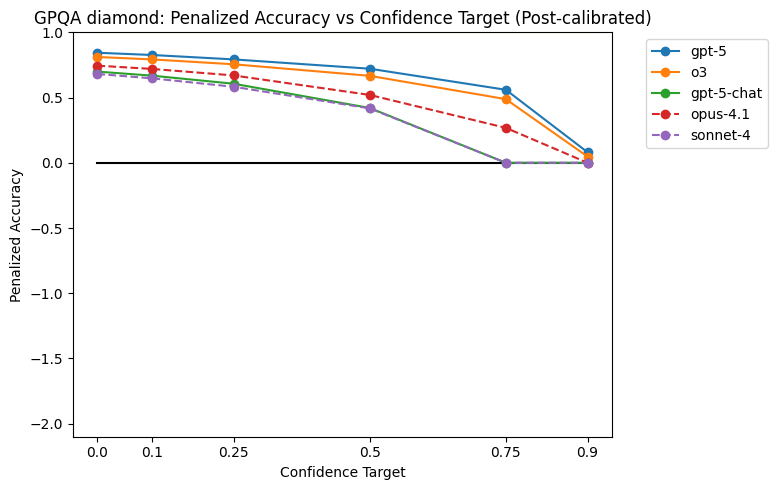 GPQA diamond: Penalized Accuracy vs Confidence Target (Post-calibrated)
1.0
0.5
0.0
−0.5
−1.0
−1.5
−2.0
Penalized Accuracy
0.0 0.1 0.25 0.5 0.75 0.9
Confidence Target
gpt-5
o3
gpt-5-chat
opus-4.1
sonnet-4